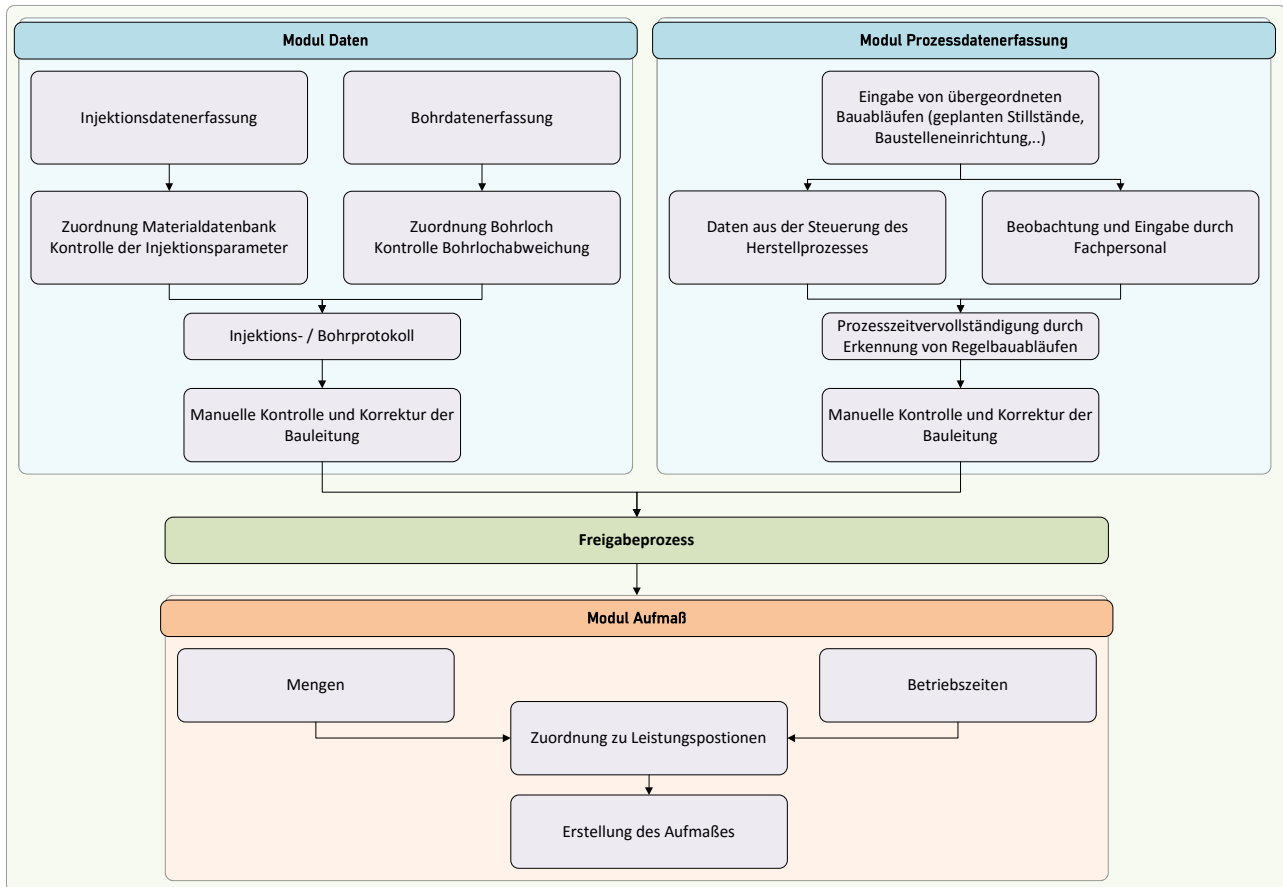 Modul Daten
Injektionsdatenerfassung
Bohrdatenerfassung
Zuordnung Materialdatenbank
Kontrolle der Injektionsparameter
Zuordnung Bohrloch
Kontrolle Bohrlochabweichung
Injektions- / Bohrprotokoll
Manuelle Kontrolle und Korrektur der
Bauleitung
Modul Prozessdatenerfassung
Eingabe von übergeordneten
Bauabläufen (geplanten Stillstände,
Baustelleneinrichtung,..)
Daten aus der Steuerung des
Herstellprozesses
Beobachtung und Eingabe durch
Fachpersonal
Prozesszeitvervollständigung durch
Erkennung von Regelbauabläufen
Manuelle Kontrolle und Korrektur der
Bauleitung
Freigabeprozess
Modul Aufmaß
Mengen
Betriebszeiten
Zuordnung zu Leistungspostionen
Erstellung des Aufmaßes